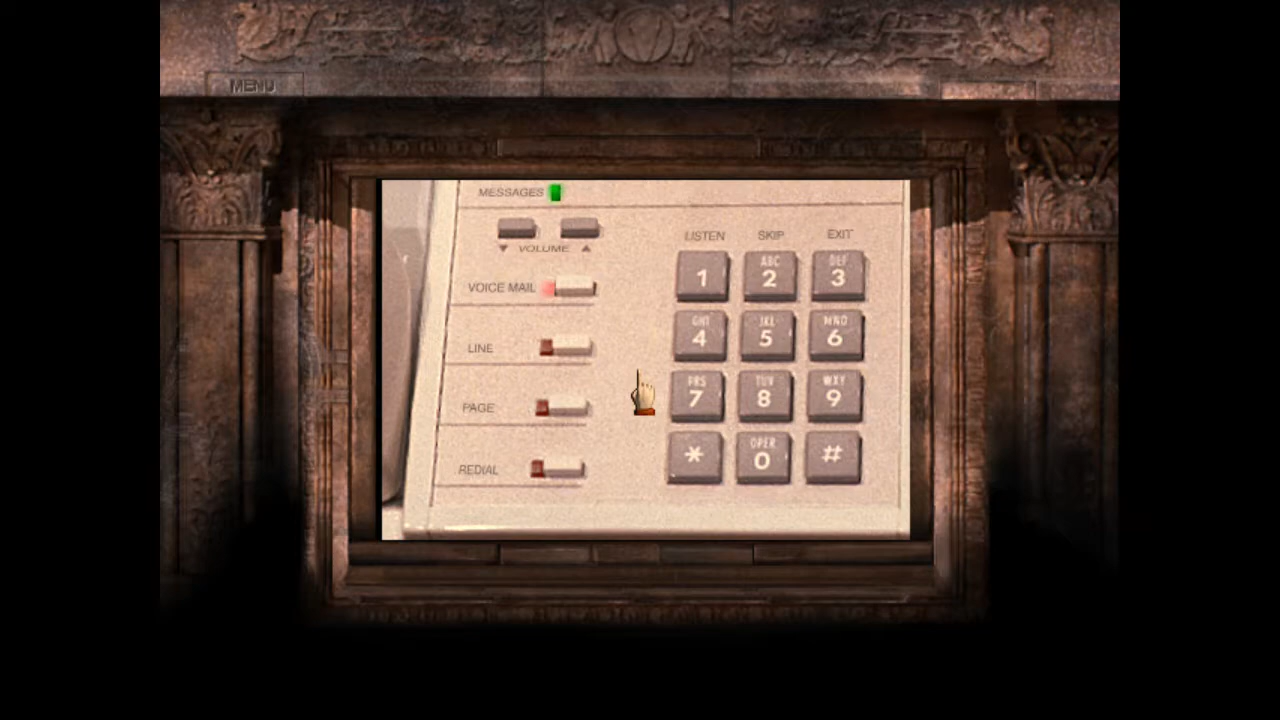 MENU
MESSAGES
VOLUME
LISTEN SKIP EXIT
VOICE MAIL
1 ABC 2 DEF 3
LINE
GHI 4 JKL 5 MNO 6
PAGE
PRS 7 TUV 8 WXY 9
REDIAL
* OPER 0 #